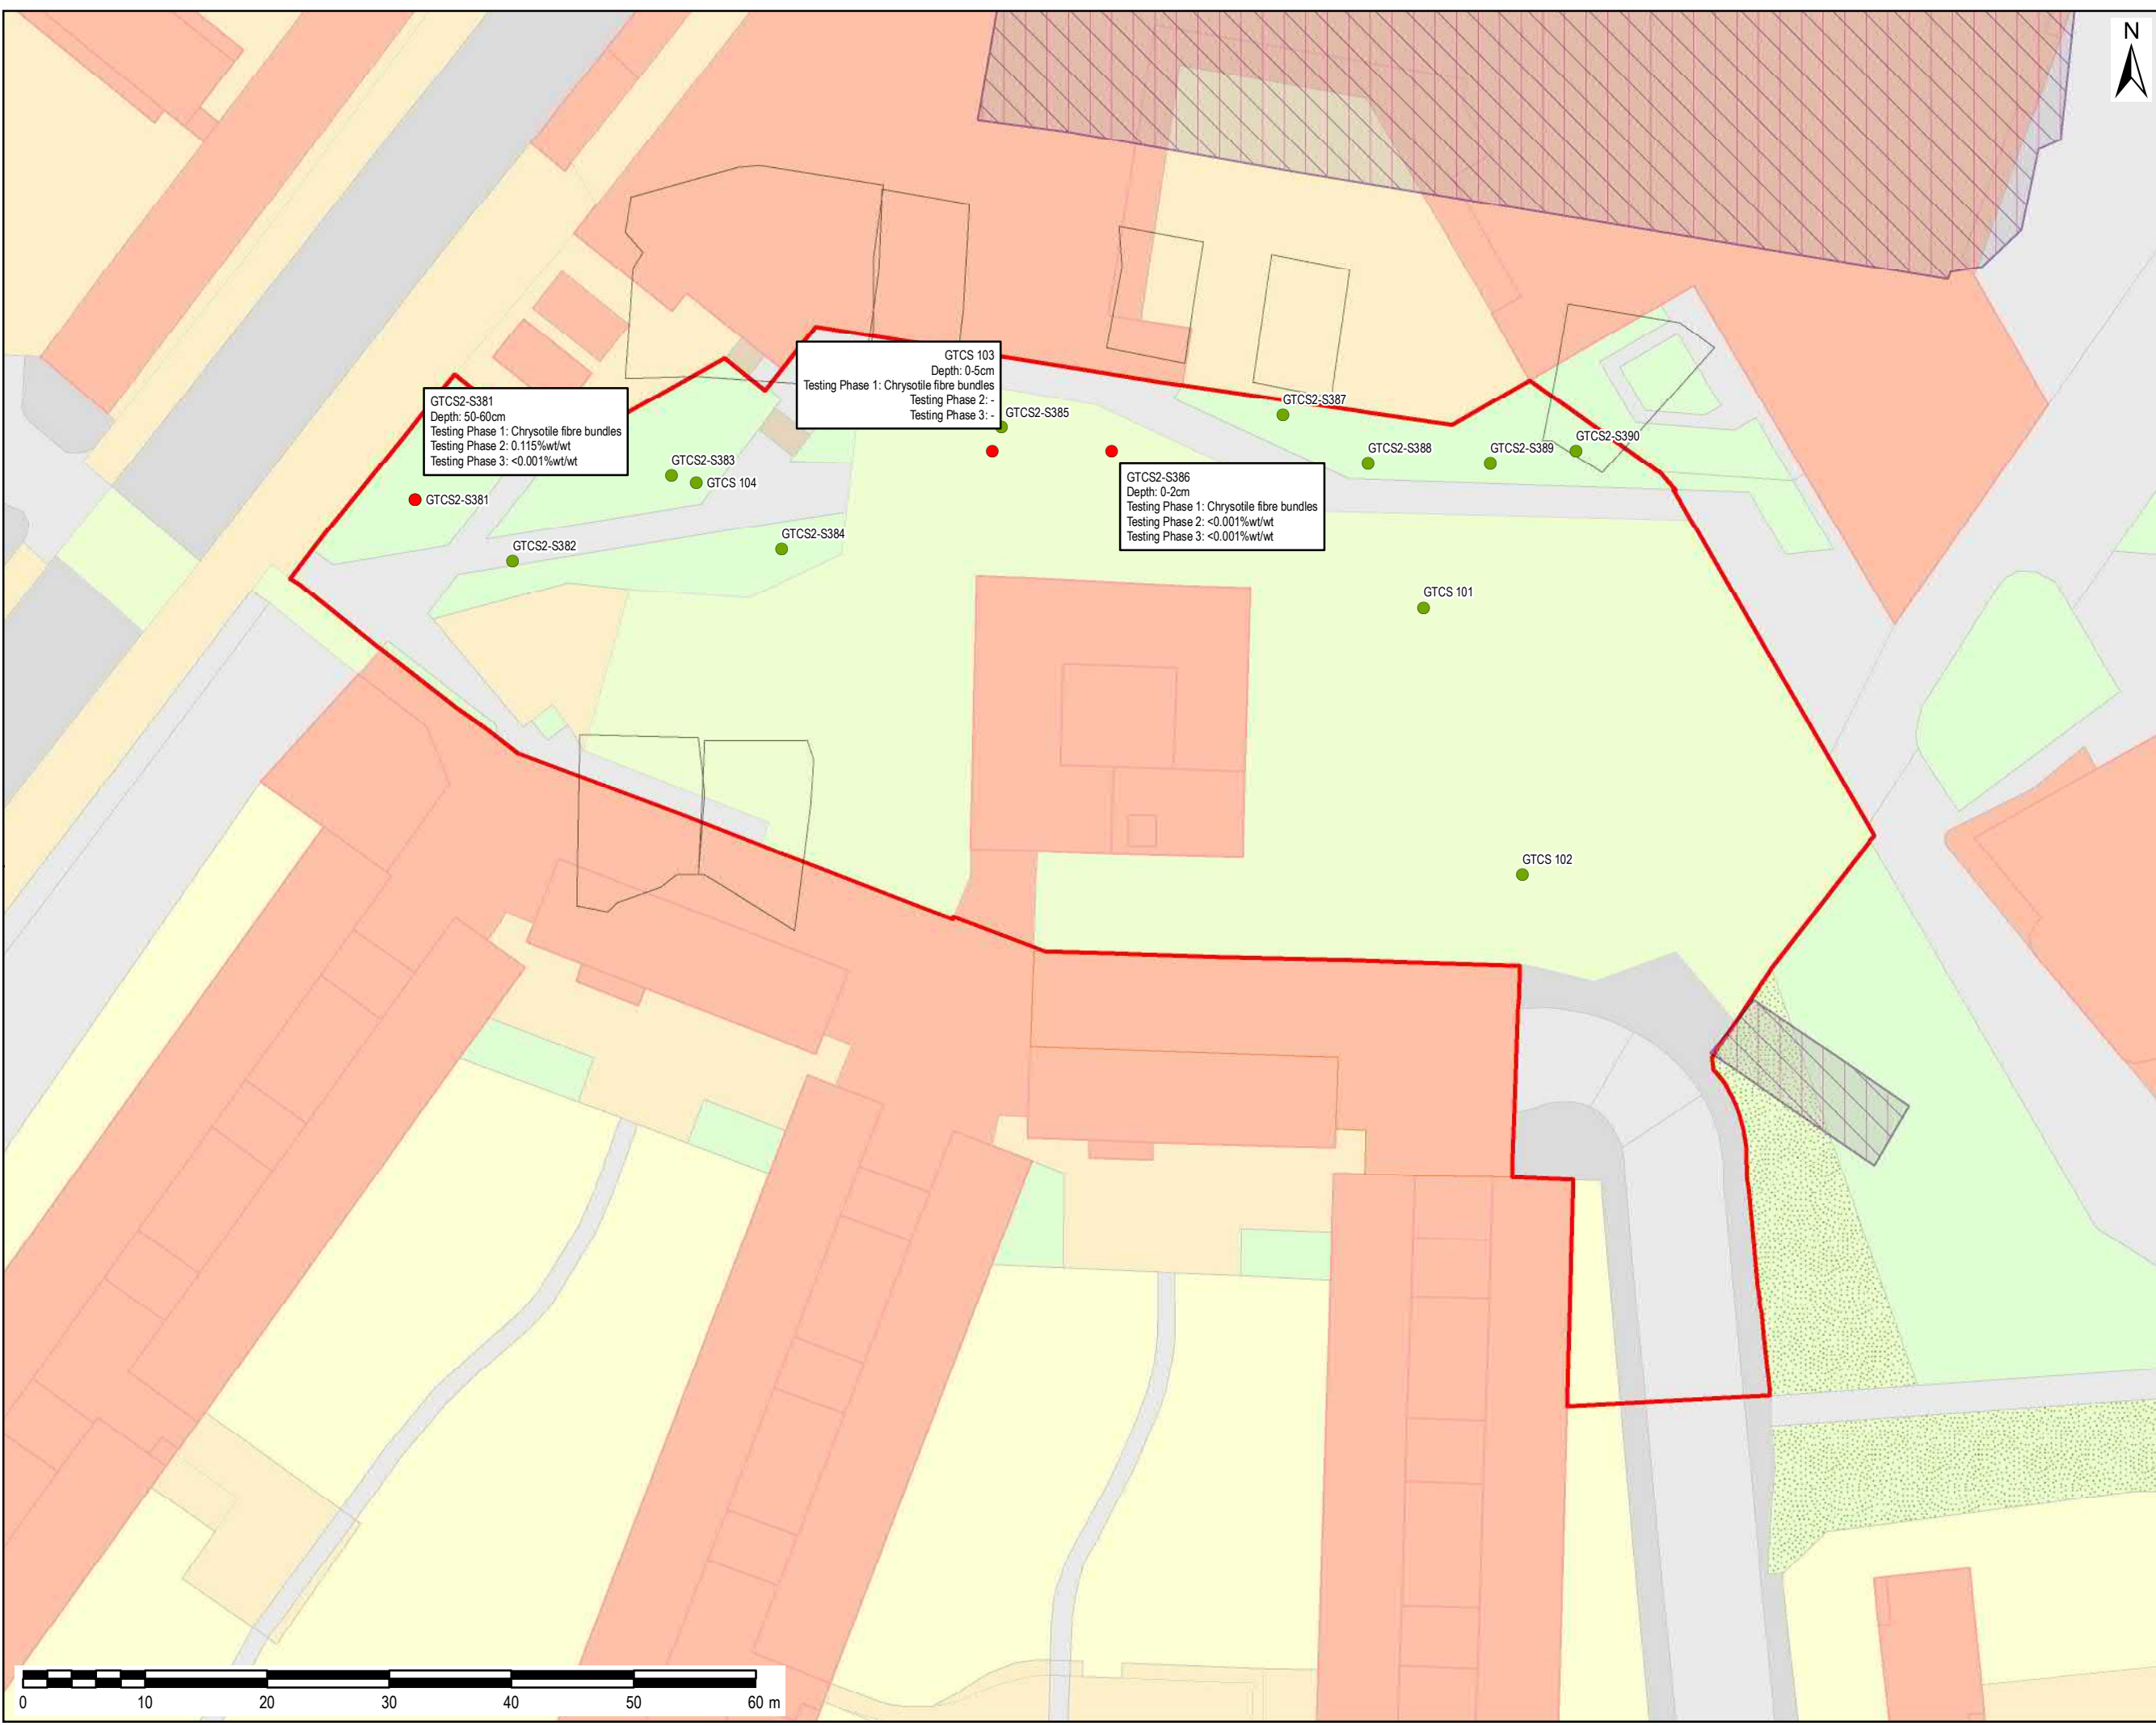 N
GTCS 103
Depth: 0-5cm
Testing Phase 1: Chrysotile fibre bundles
Testing Phase 2: -
Testing Phase 3: -
GTCS2-S381
Depth: 50-60cm
Testing Phase 1: Chrysotile fibre bundles
Testing Phase 2: 0.115%wt/wt
Testing Phase 3: <0.001%wt/wt
GTCS2-S385
GTCS2-S387
GTCS2-S388
GTCS2-S389
GTCS2-S390
GTCS2-S383
GTCS 104
GTCS2-S381
GTCS2-S386
Depth: 0-2cm
Testing Phase 1: Chrysotile fibre bundles
Testing Phase 2: <0.001%wt/wt
Testing Phase 3: <0.001%wt/wt
GTCS2-S382
GTCS2-S384
GTCS 101
GTCS 102
0 10 20 30 40 50 60 m